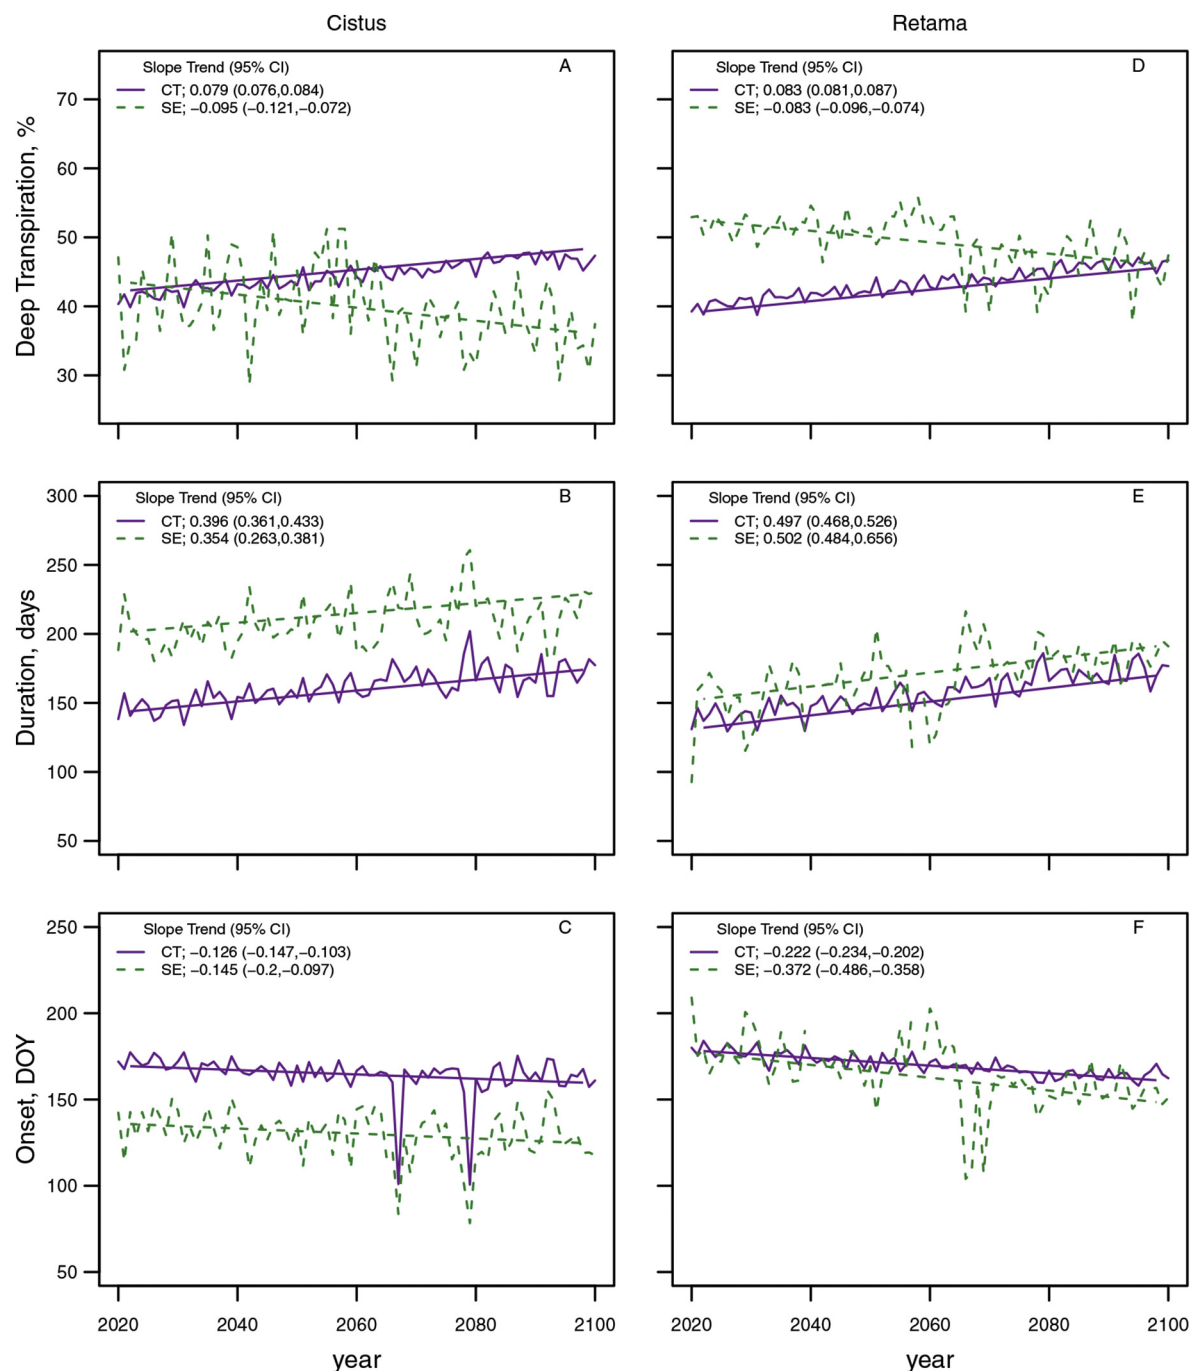 Cistus
Slope Trend (95% CI)
A
CT; 0.079 (0.076,0.084)
SE; −0.095 (−0.121,−0.072)
Deep Transpiration, %
70
60
50
40
30
Retama
Slope Trend (95% CI)
D
CT; 0.083 (0.081,0.087)
SE; −0.083 (−0.096,−0.074)
Slope Trend (95% CI)
B
CT; 0.396 (0.361,0.433)
SE; 0.354 (0.263,0.381)
Duration, days
300
250
200
150
100
50
Slope Trend (95% CI)
E
CT; 0.497 (0.468,0.526)
SE; 0.502 (0.484,0.656)
Slope Trend (95% CI)
C
CT; −0.126 (−0.147,−0.103)
SE; −0.145 (−0.2,−0.097)
Onset, DOY
250
200
150
100
50
2020 2040 2060 2080 2100
year
Slope Trend (95% CI)
F
CT; −0.222 (−0.234,−0.202)
SE; −0.372 (−0.486,−0.358)
2020 2040 2060 2080 2100
year